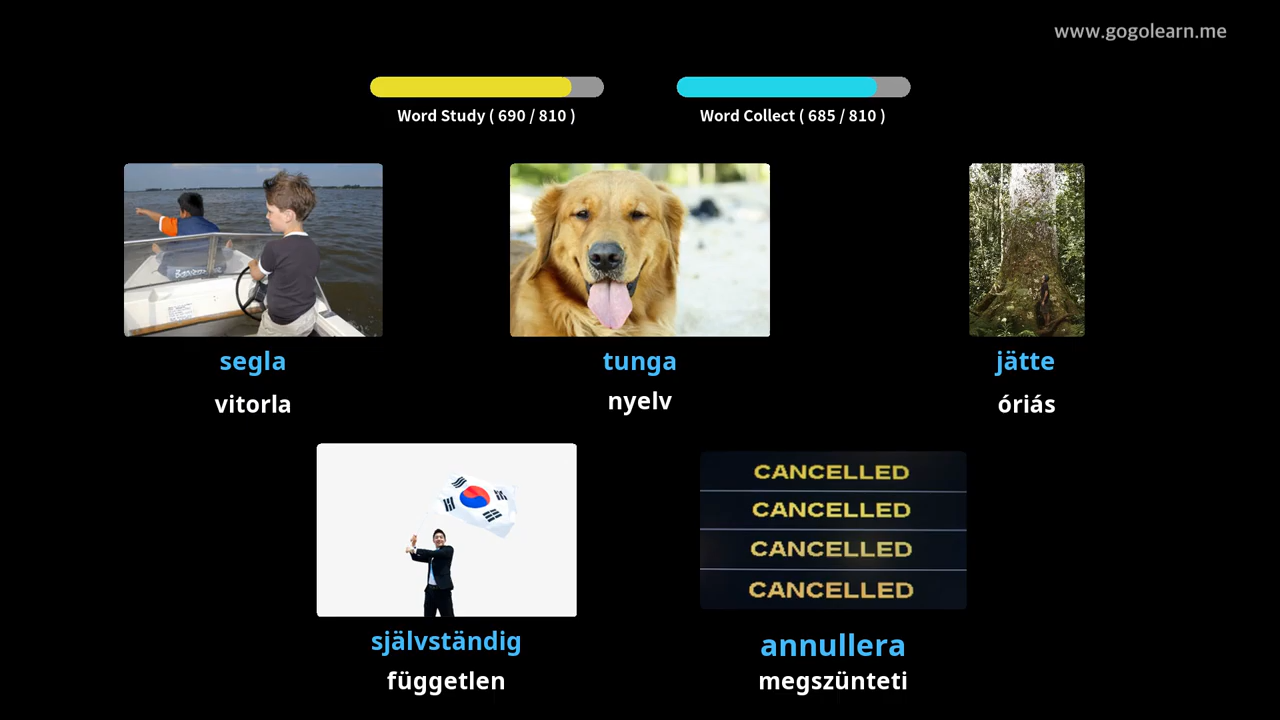 www.gogolearn.me
Word Study ( 690 / 810 )
Word Collect ( 685 / 810 )
segla
vitorla
tunga
nyelv
jätte
óriás
CANCELLED
CANCELLED
CANCELLED
CANCELLED
självständig
független
annullera
megszünteti